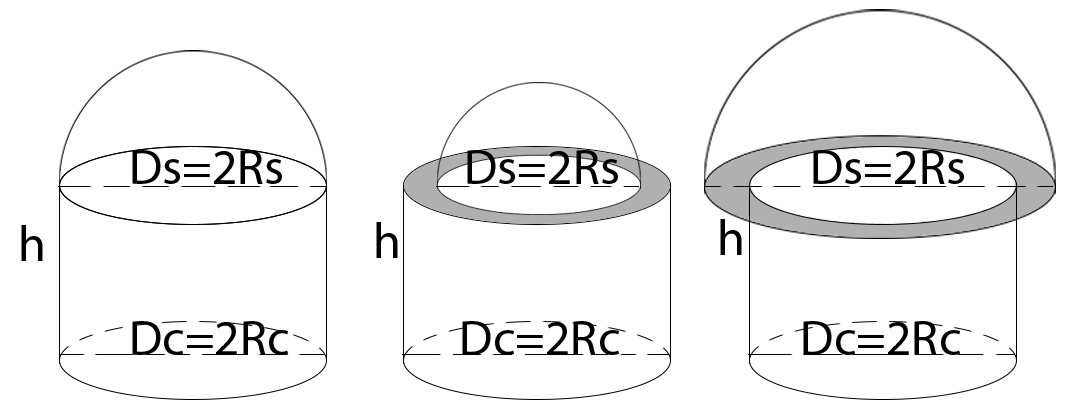 Ds=2Rs
h
Dc=2Rc
Ds=2Rs
h
Dc=2Rc
Ds=2Rs
h
Dc=2Rc